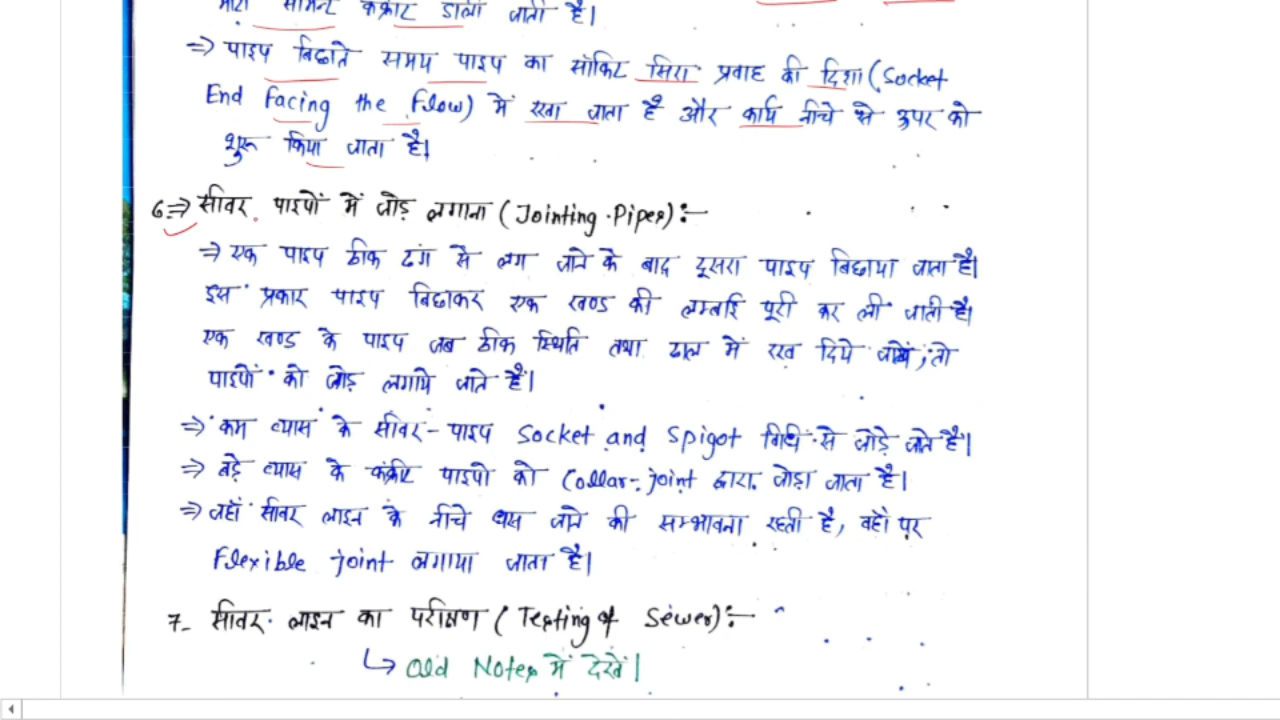 मोटी सीमेन्ट कंक्रीट डाली जाती है।
⇒ पाइप बिछाते समय पाइप का सॉकिट सिरा प्रवाह की दिशा (Socket
End Facing the Flow) में रखा जाता है और कार्य नीचे से ऊपर को
शुरू किया जाता है।
6 ⇒ सीवर पाइपों में जोड़ लगाना (Jointing Pipes):-
⇒ एक पाइप ठीक ढंग से लग जाने के बाद दूसरा पाइप बिछाया जाता है।
इस प्रकार पाइप बिछाकर एक खण्ड की लम्बाई पूरी कर ली जाती है।
एक खण्ड के पाइप जब ठीक स्थिति तथा ढाल में रख दिये जायें, तो
पाइपों को जोड़ लगाये जाते हैं।
⇒ कम व्यास के सीवर-पाइप Socket and Spigot विधि से जोड़े जाते हैं।
⇒ बड़े व्यास के कंक्रीट पाइपो को Collar-joint द्वारा जोड़ा जाता है।
⇒ जहाँ सीवर लाइन के नीचे धस जाने की सम्भावना रहती है, वहाँ पर
Flexible joint लगाया जाता है।
7- सीवर लाइन का परीक्षण (Testing of Sewer):-
↳ Old Notes में देखें।